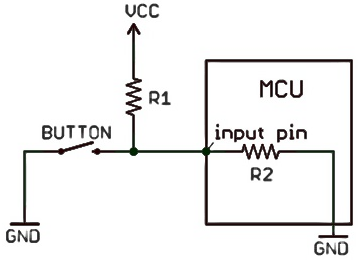 VCC
R1
MCU
BUTTON
input pin
R2
GND
GND